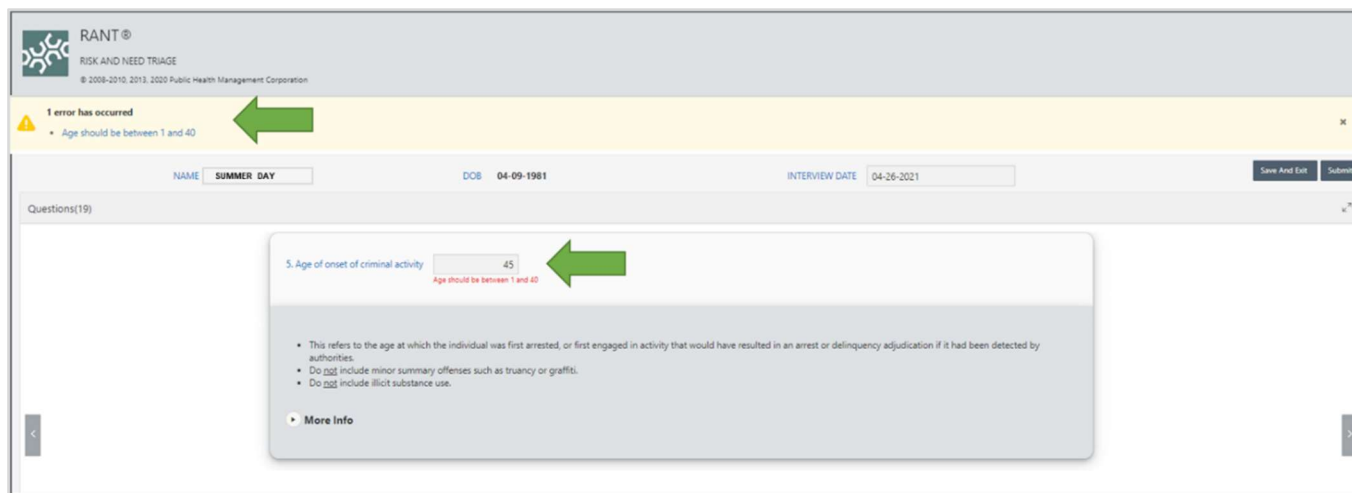 RANT®
RISK AND NEED TRIAGE
© 2008-2010, 2013, 2020 Public Health Management Corporation
1 error has occurred
• Age should be between 1 and 40
NAME SUMMER DAY DOB 04-09-1981 INTERVIEW DATE 04-26-2021 Save And Exit Submit
Questions(19)
5. Age of onset of criminal activity 45
Age should be between 1 and 40
• This refers to the age at which the individual was first arrested, or first engaged in activity that would have resulted in an arrest or delinquency adjudication if it had been detected by
authorities.
• Do not include minor summary offenses such as truancy or graffiti.
• Do not include illicit substance use.
More Info